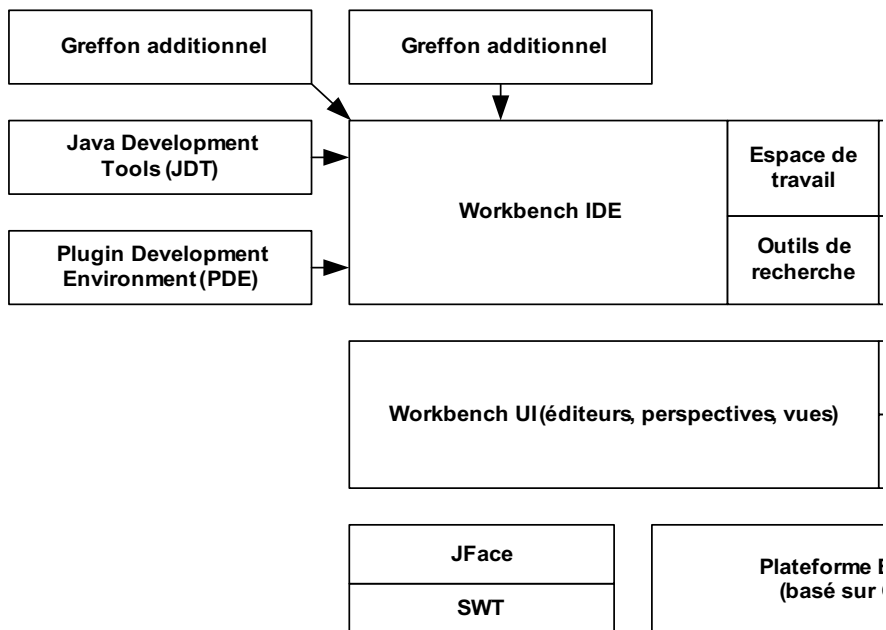 Greffon additionnel
Greffon additionnel
Java Development
Tools (JDT)
Espace de
travail
Workbench IDE
Plugin Development
Environment (PDE)
Outils de
recherche
Workbench UI (éditeurs, perspectives, vues)
JFace
SWT
Plateforme
(basé sur